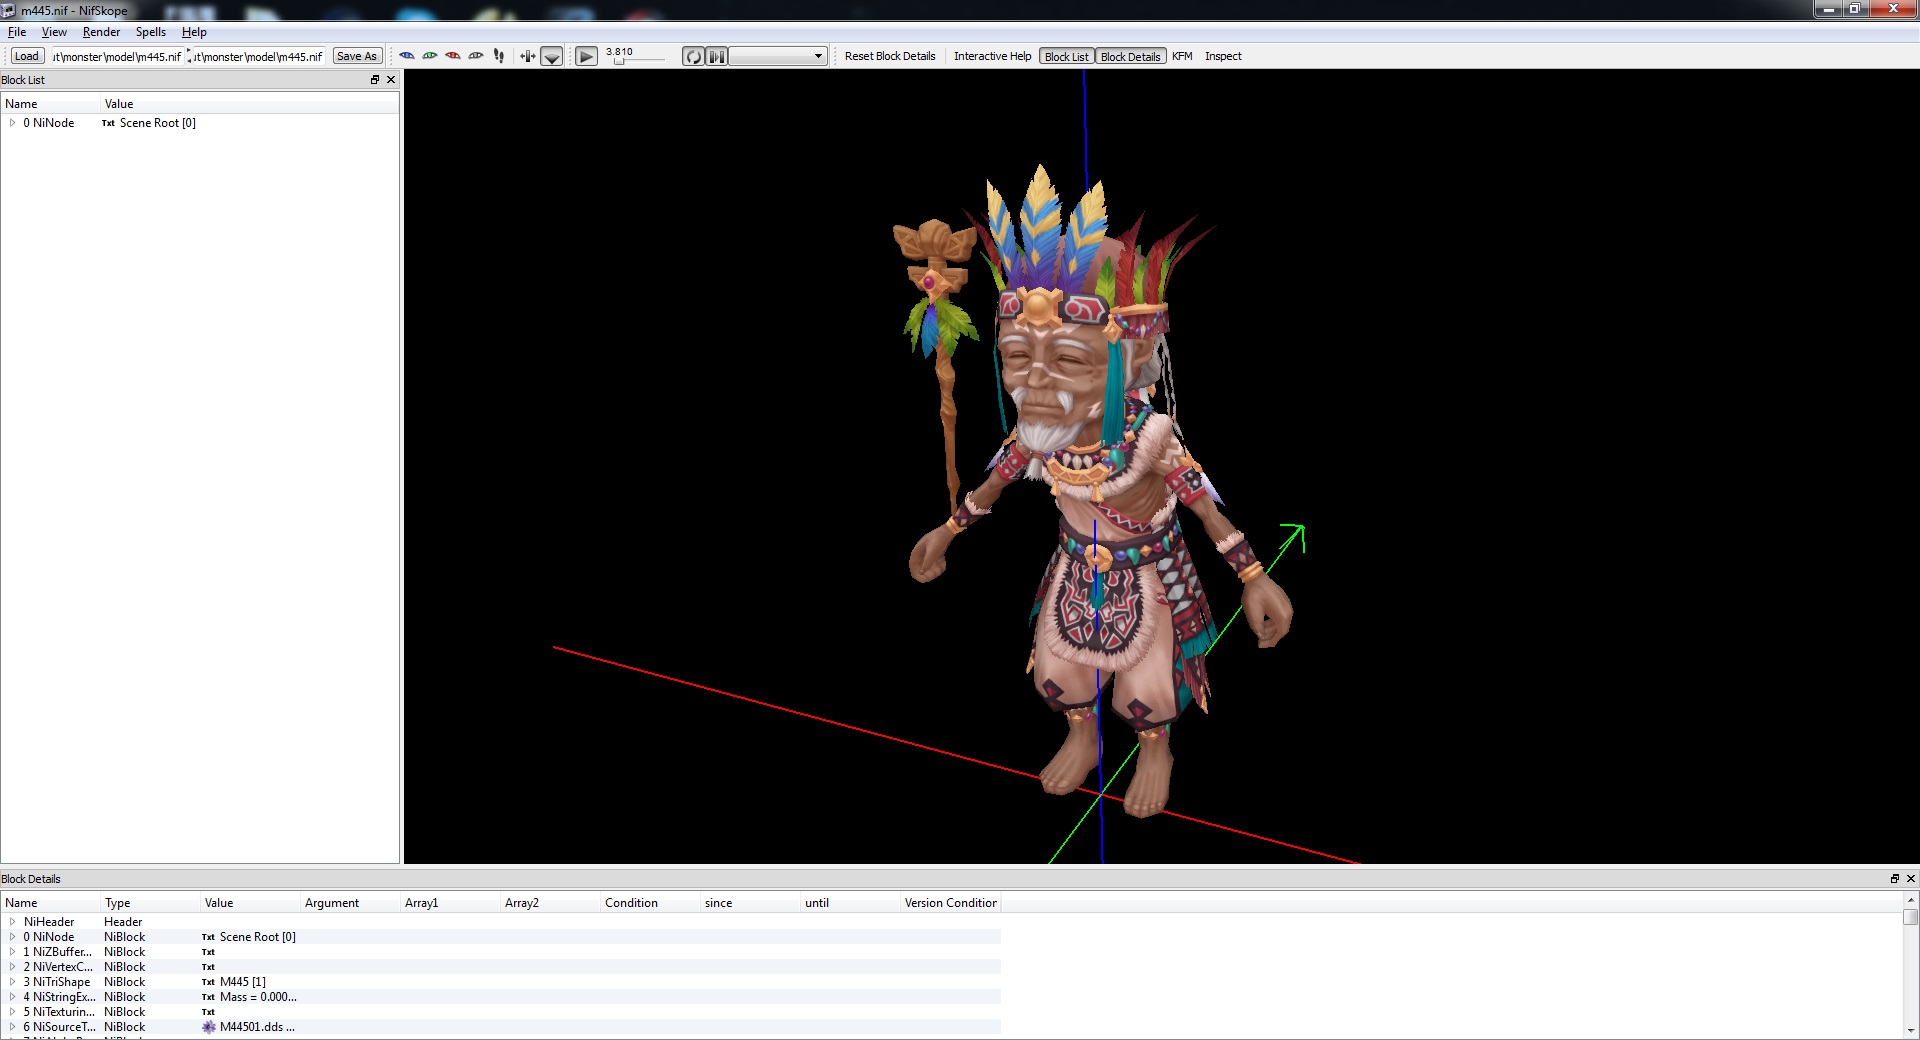 m445.nif - NifSkope
File View Render Spells Help
Load ut\monster\model\m445.nif ut\monster\model\m445.nif Save As 3.810 Reset Block Details Interactive Help Block List Block Details KFM Inspect
Block List
Name Value
0 NiNode Txt Scene Root [0]
Block Details
Name Type Value Argument Array1 Array2 Condition since until Version Condition
NiHeader Header
0 NiNode NiBlock Txt Scene Root [0]
1 NiZBuffer... NiBlock Txt
2 NiVertexC... NiBlock Txt
3 NiTriShape NiBlock Txt M445 [1]
4 NiStringEx... NiBlock Txt Mass = 0.000...
5 NiTexturin... NiBlock Txt
6 NiSourceT... NiBlock M44501.dds ...